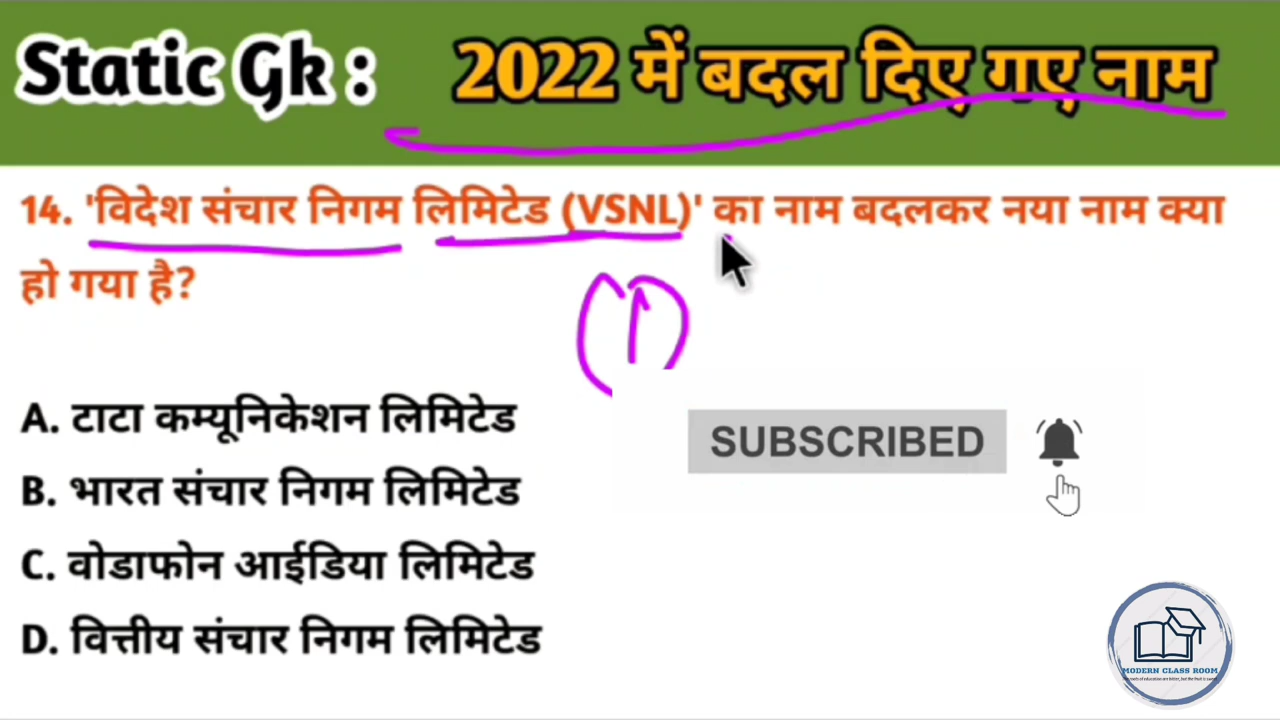 Static Gk : 2022 में बदल दिए गए नाम
14. 'विदेश संचार निगम लिमिटेड (VSNL)' का नाम बदलकर नया नाम क्या
हो गया है?
(1)
A. टाटा कम्यूनिकेशन लिमिटेड
B. भारत संचार निगम लिमिटेड
C. वोडाफोन आईडिया लिमिटेड
D. वित्तीय संचार निगम लिमिटेड
SUBSCRIBED
MODERN CLASS ROOM